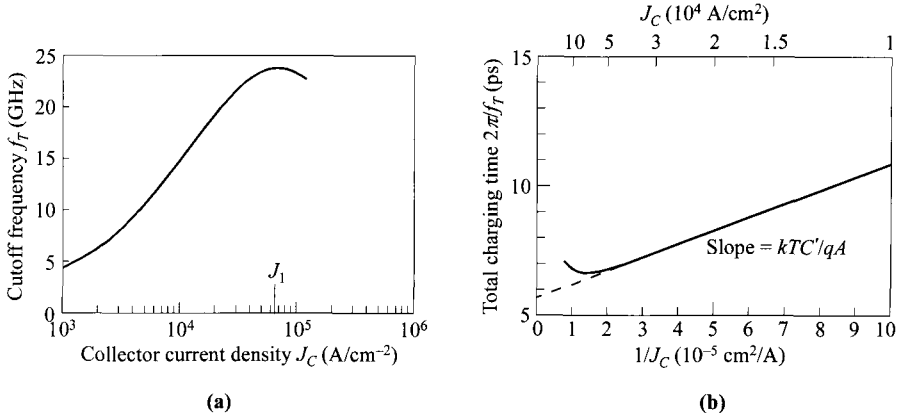 25
20
15
10
5
0
Cutoff frequency f_T (GHz)
J_1
10^3
10^4
10^5
10^6
Collector current density J_C (A/cm^−2)
(a)
J_C (10^4 A/cm^2)
10 5 3 2 1.5 1
15
10
5
Total charging time 2π/f_T (ps)
Slope = kTC′/qA
0 1 2 3 4 5 6 7 8 9 10
1/J_C (10^−5 cm^2/A)
(b)